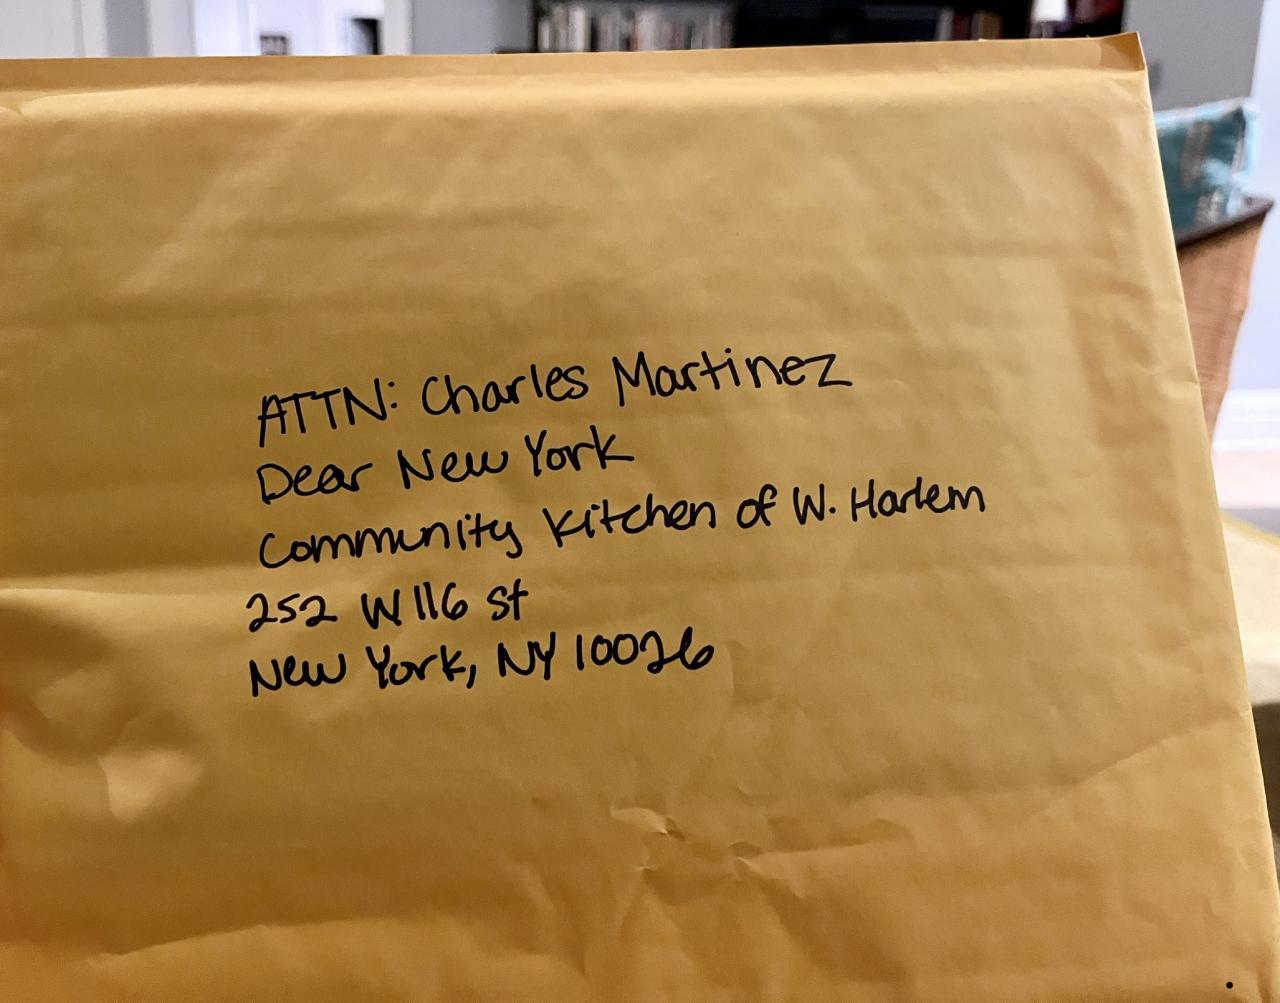 ATTN: Charles Martinez
Dear New York
Community Kitchen of W. Harlem
252 W 116 St
New York, NY 10026